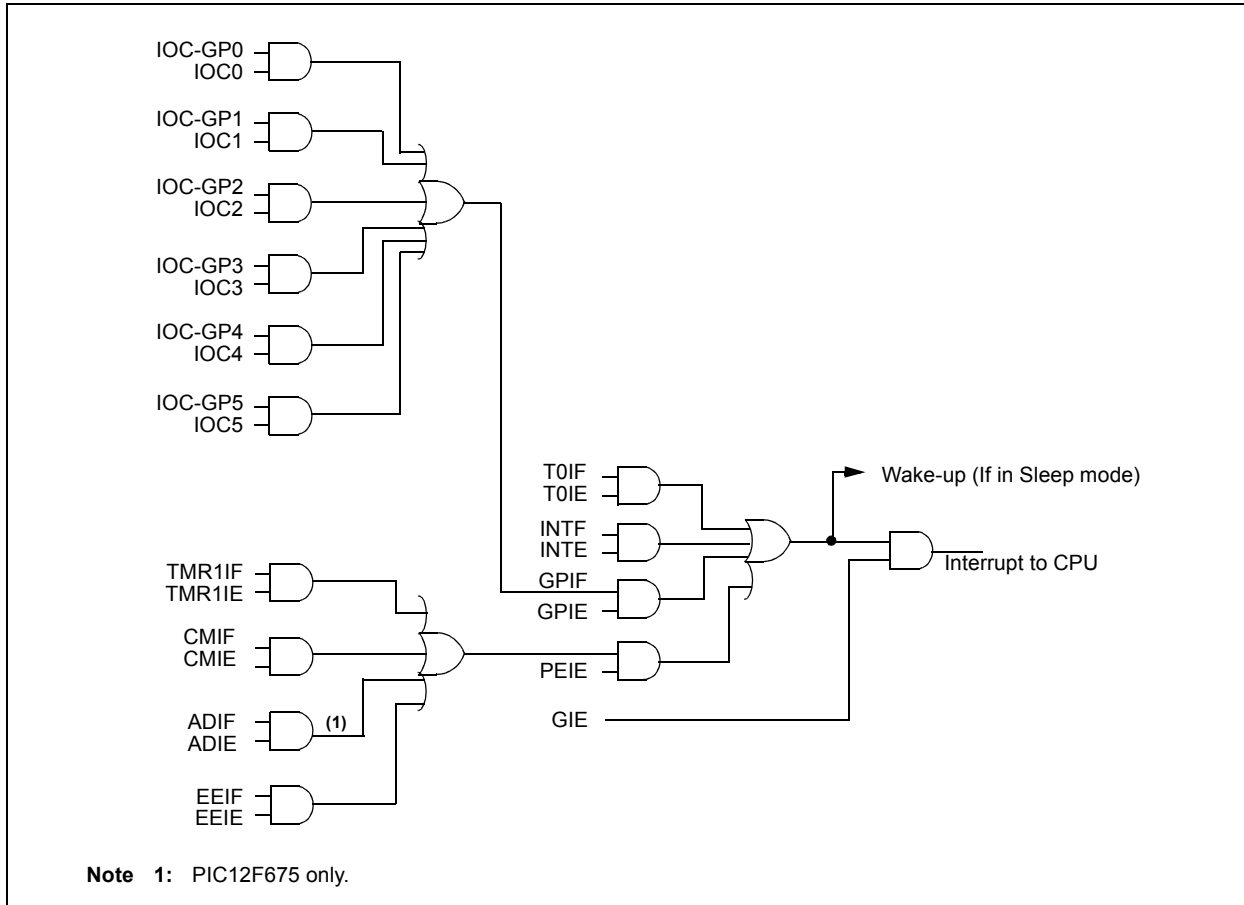 IOC-GP0
IOC0
IOC-GP1
IOC1
IOC-GP2
IOC2
IOC-GP3
IOC3
IOC-GP4
IOC4
IOC-GP5
IOC5
T0IF
T0IE
INTF
INTE
GPIF
GPIE
PEIE
GIE
Wake-up (If in Sleep mode)
Interrupt to CPU
TMR1IF
TMR1IE
CMIF
CMIE
ADIF
ADIE
(1)
EEIF
EEIE
Note 1: PIC12F675 only.